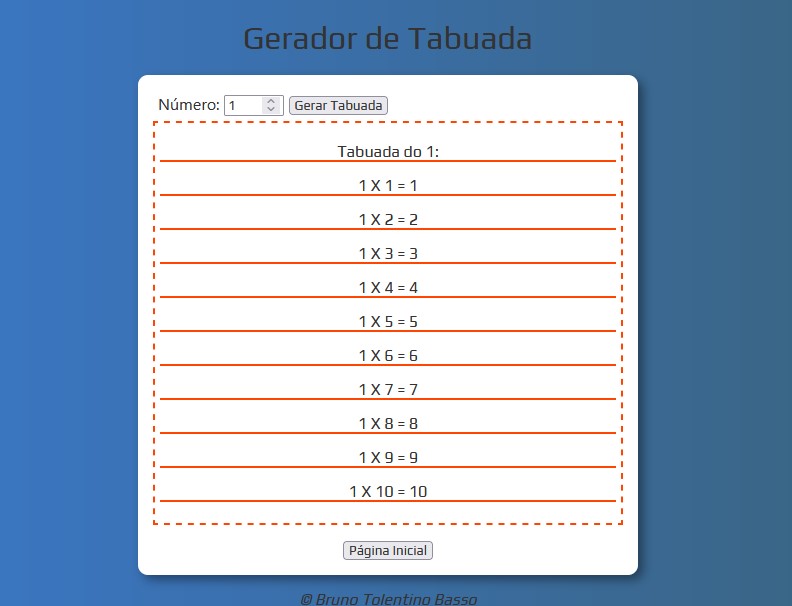 Gerador de Tabuada
Número: 1 Gerar Tabuada
Tabuada do 1:
1 X 1 = 1
1 X 2 = 2
1 X 3 = 3
1 X 4 = 4
1 X 5 = 5
1 X 6 = 6
1 X 7 = 7
1 X 8 = 8
1 X 9 = 9
1 X 10 = 10
Página Inicial
© Bruno Tolentino Basso